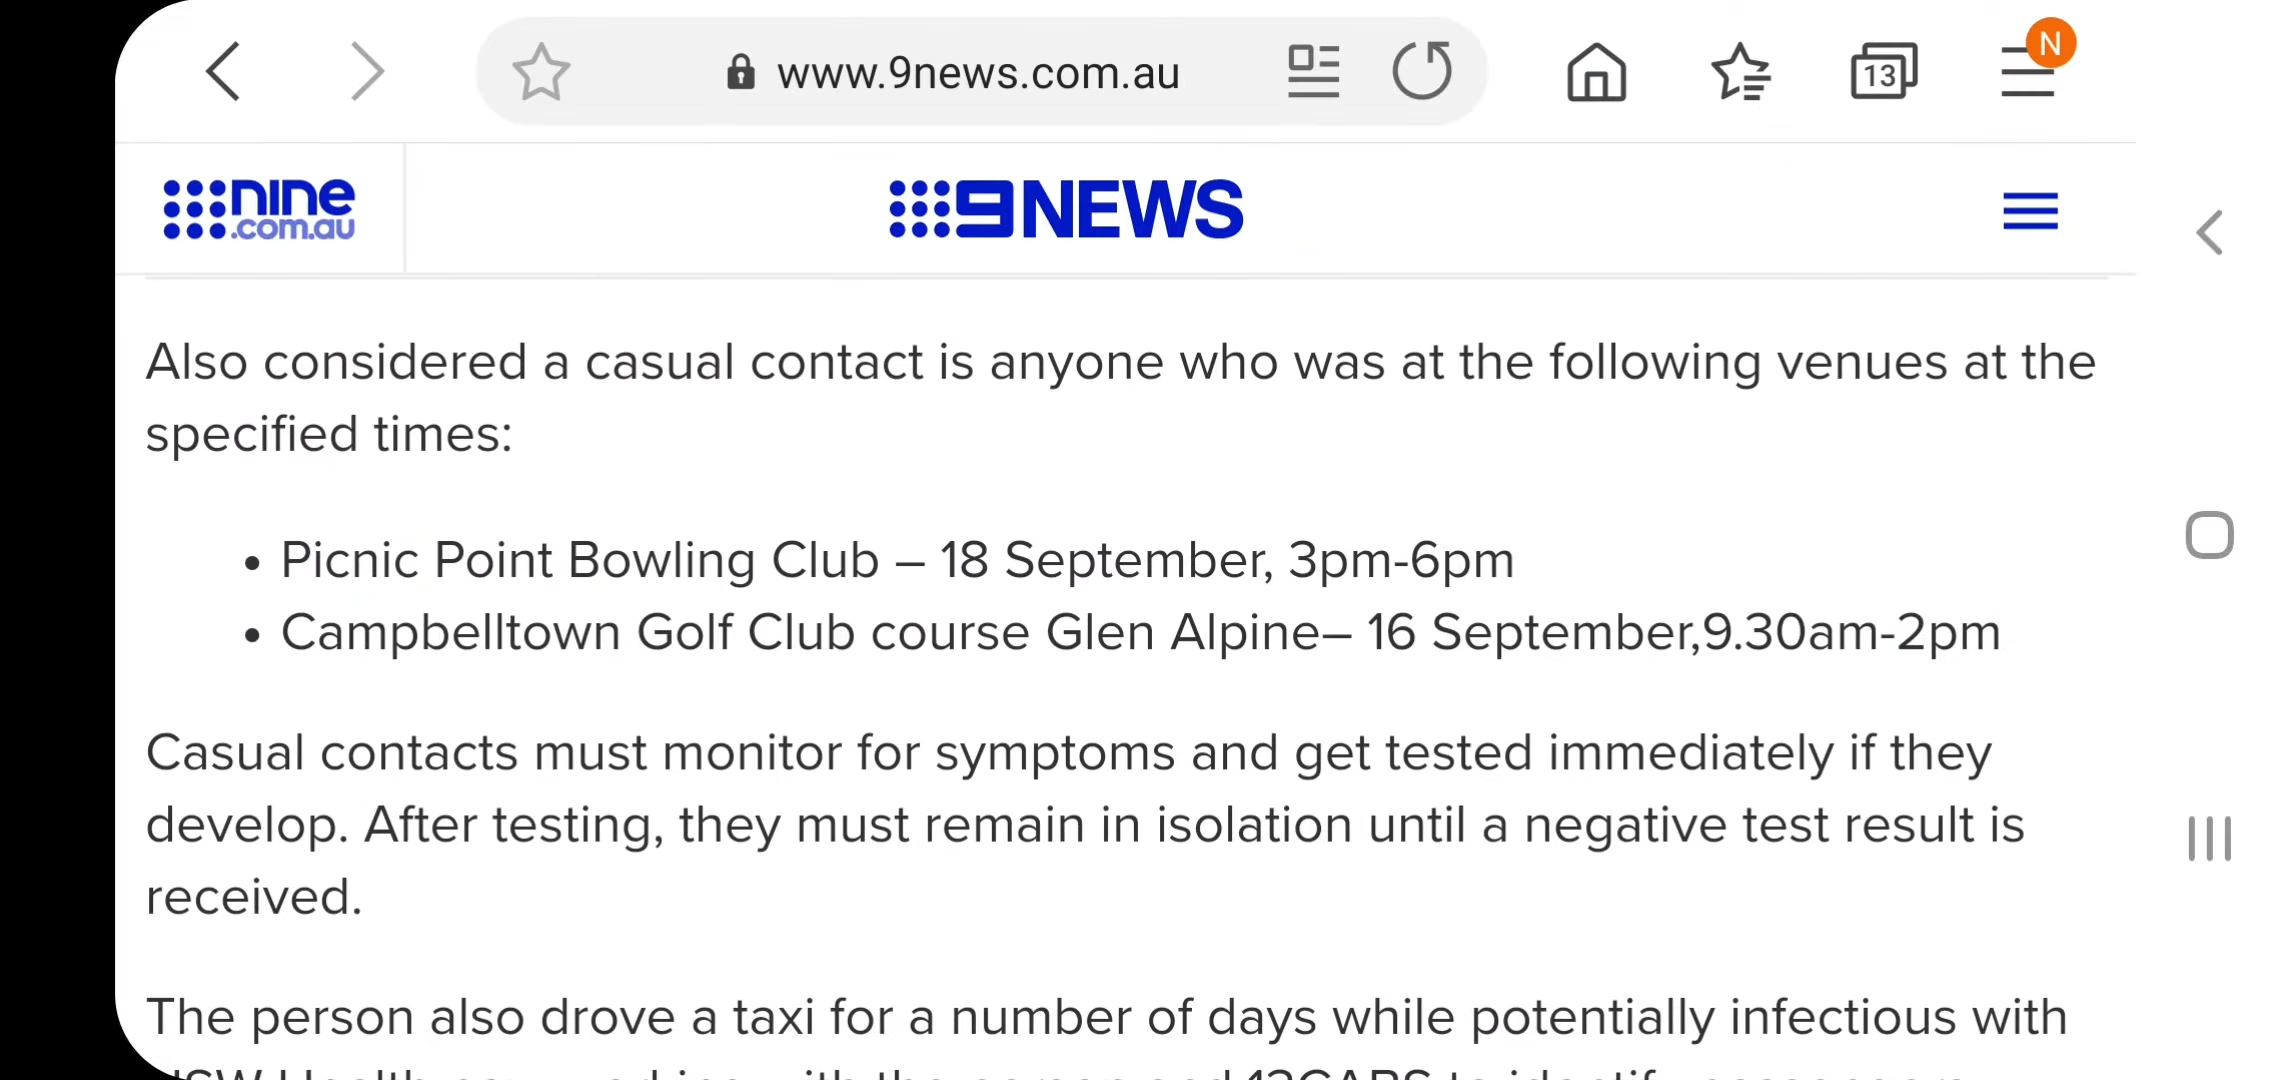 www.9news.com.au
13
N
nine
.com.au
9NEWS
Also considered a casual contact is anyone who was at the following venues at the
specified times:
• Picnic Point Bowling Club – 18 September, 3pm-6pm
• Campbelltown Golf Club course Glen Alpine– 16 September,9.30am-2pm
Casual contacts must monitor for symptoms and get tested immediately if they
develop. After testing, they must remain in isolation until a negative test result is
received.
The person also drove a taxi for a number of days while potentially infectious with